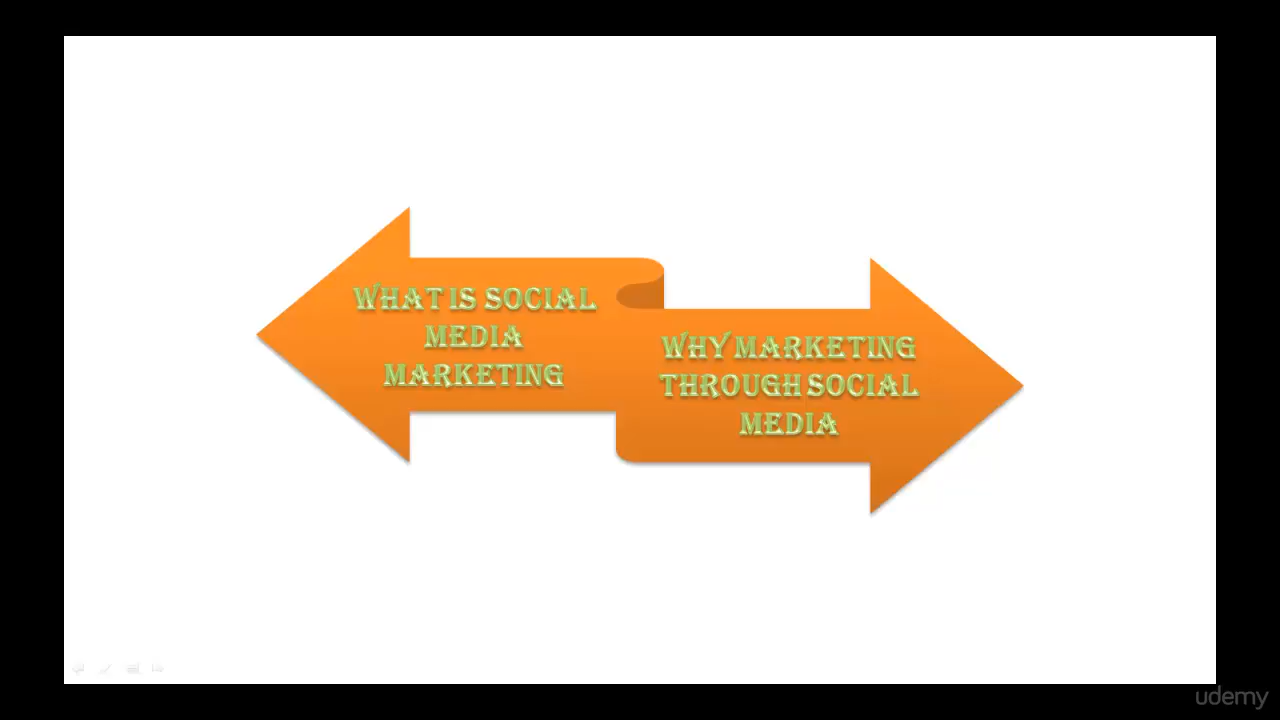 WHAT IS SOCIAL
MEDIA
MARKETING
WHY MARKETING
THROUGH SOCIAL
MEDIA
udemy